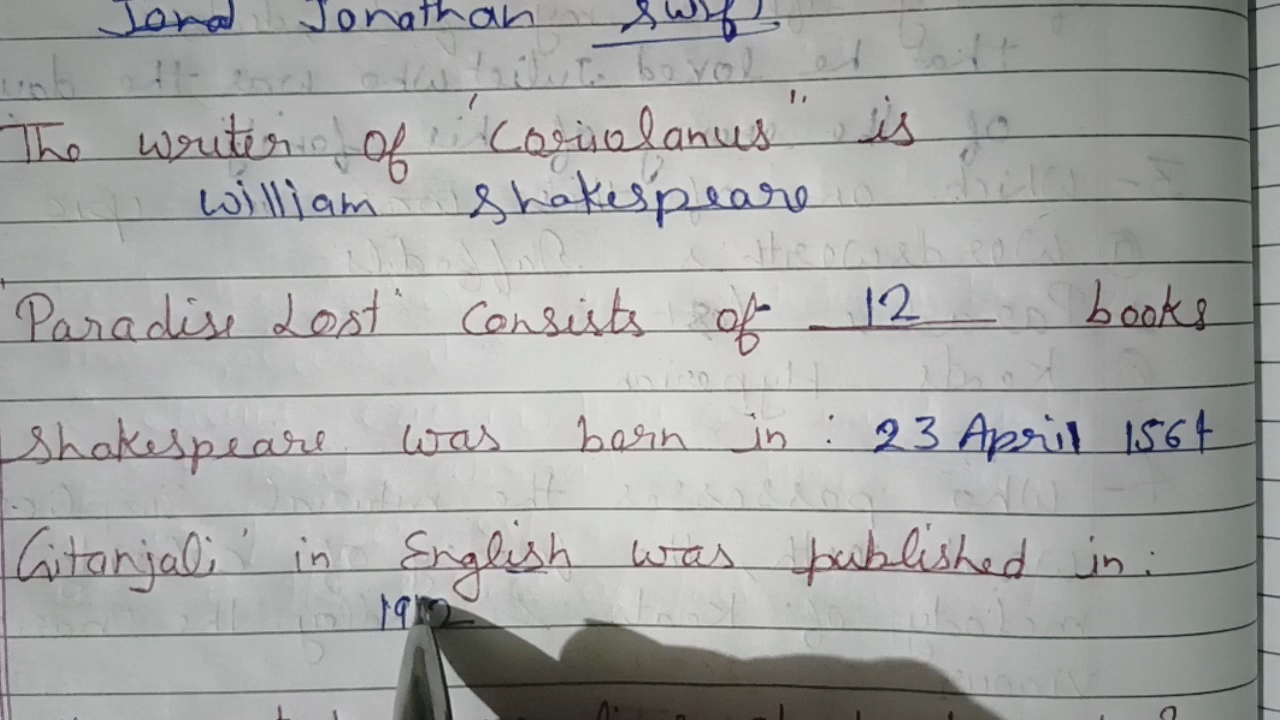 Jonathan Swift
The writer of 'Coriolanus" is
William Shakespeare
Paradise Lost' Consists of 12 books
Shakespeare was born in : 23 April 1564
Gitanjali' in English was published in :